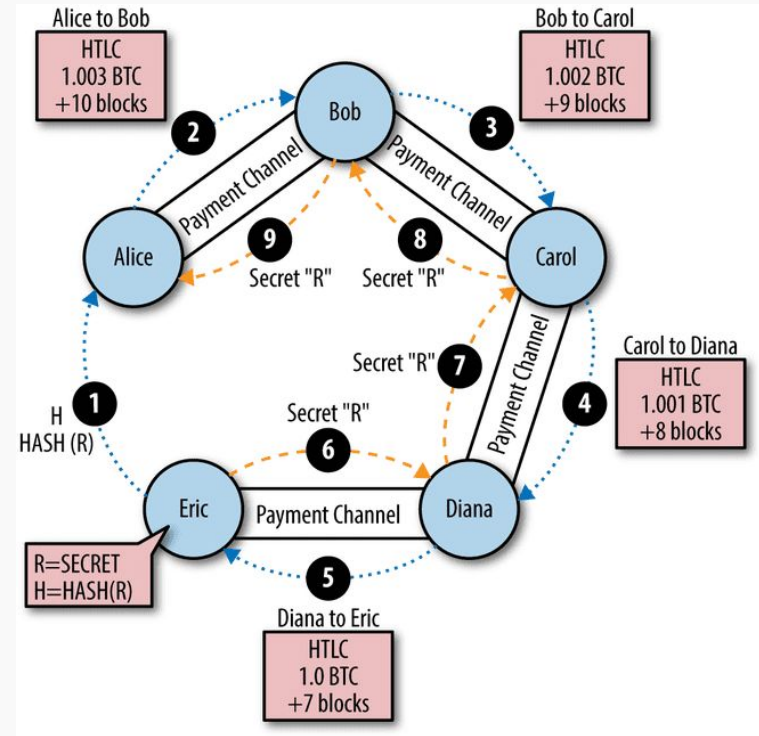 Alice to Bob
HTLC
1.003 BTC
+10 blocks
Bob to Carol
HTLC
1.002 BTC
+9 blocks
Bob
2
3
Payment Channel
Payment Channel
Alice
9
8
Carol
Secret "R"
Secret "R"
1
H
HASH (R)
Secret "R"
7
Payment Channel
4
Carol to Diana
HTLC
1.001 BTC
+8 blocks
Secret "R"
6
Eric
Payment Channel
Diana
R=SECRET
H=HASH(R)
5
Diana to Eric
HTLC
1.0 BTC
+7 blocks